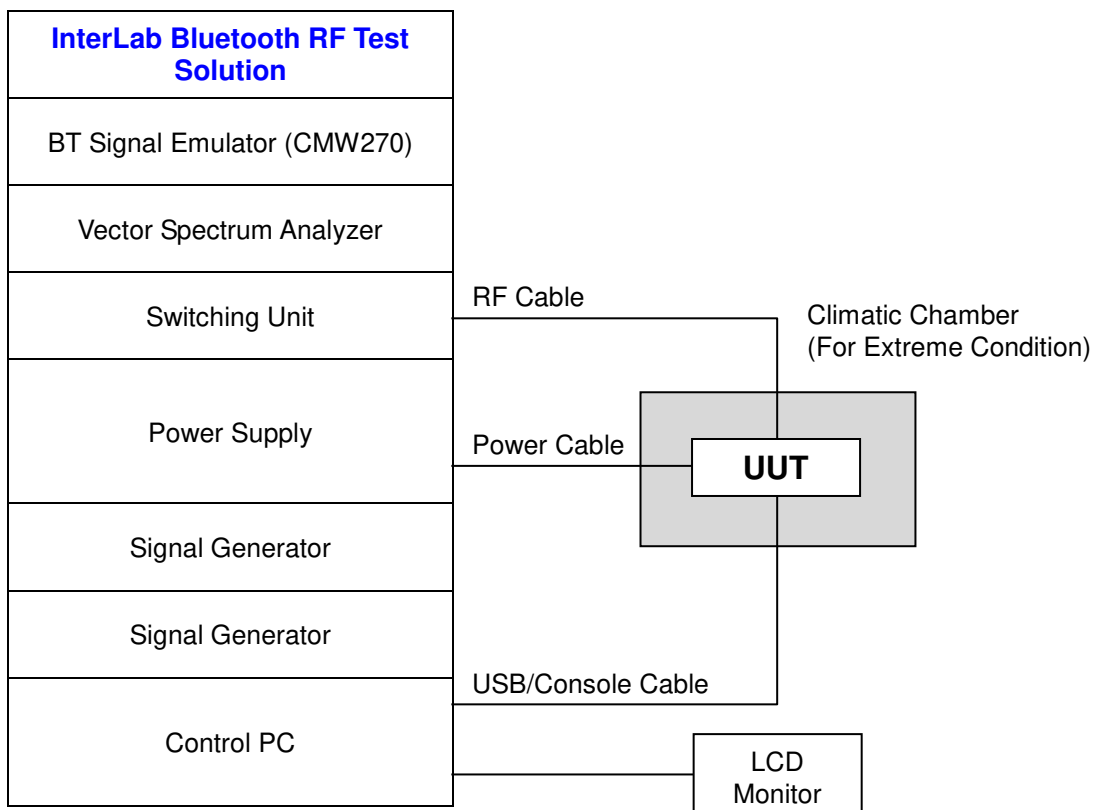 InterLab Bluetooth RF Test
Solution
BT Signal Emulator (CMW270)
Vector Spectrum Analyzer
Switching Unit
Power Supply
Signal Generator
Signal Generator
Control PC
RF Cable
Climatic Chamber
(For Extreme Condition)
Power Cable
UUT
USB/Console Cable
LCD
Monitor